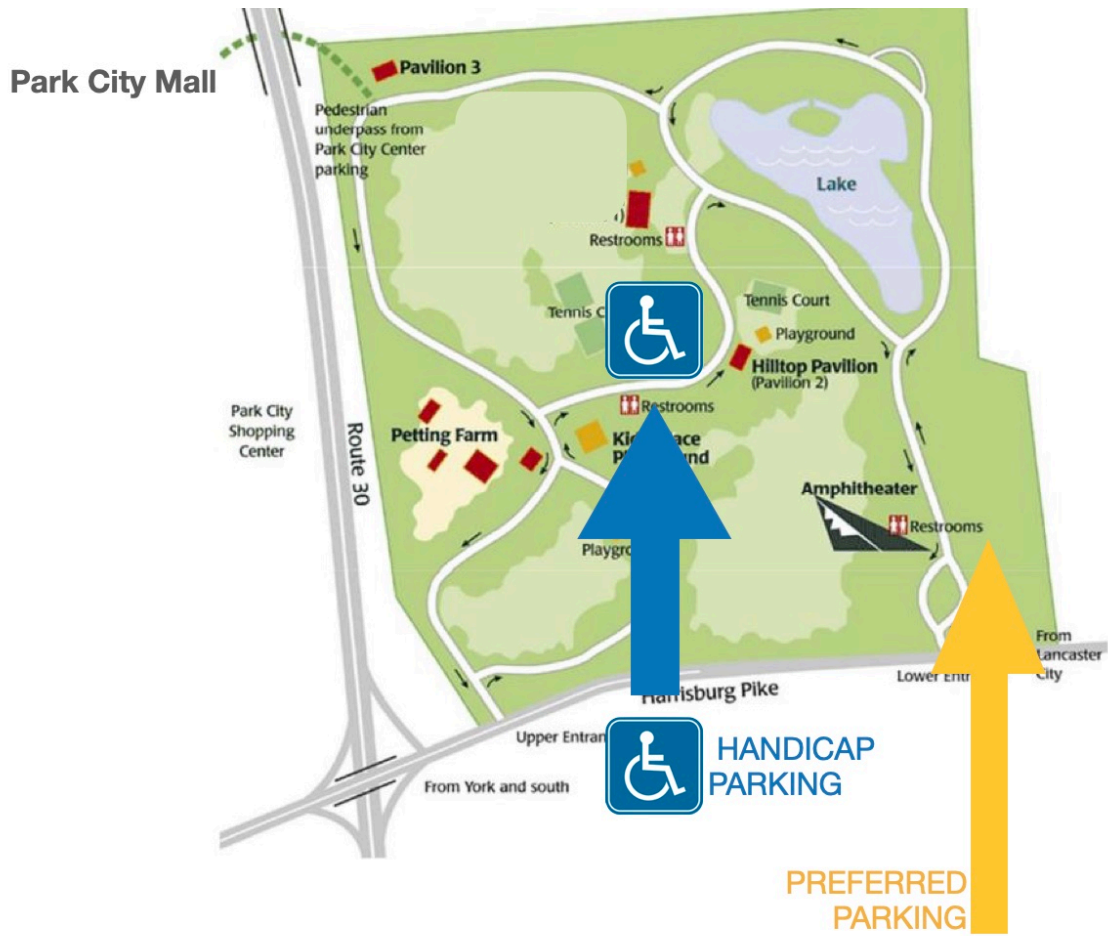 Park City Mall
Pavilion 3
Pedestrian
underpass from
Park City Center
parking
Lake
Restrooms
Tennis Court
Tennis
Playground
Hilltop Pavilion
(Pavilion 2)
Restrooms
Park City
Shopping
Center
Route 30
Petting Farm
Amphitheater
Restrooms
From
Lancaster
City
Lower
Harrisburg Pike
Upper
From York and south
HANDICAP
PARKING
PREFERRED
PARKING